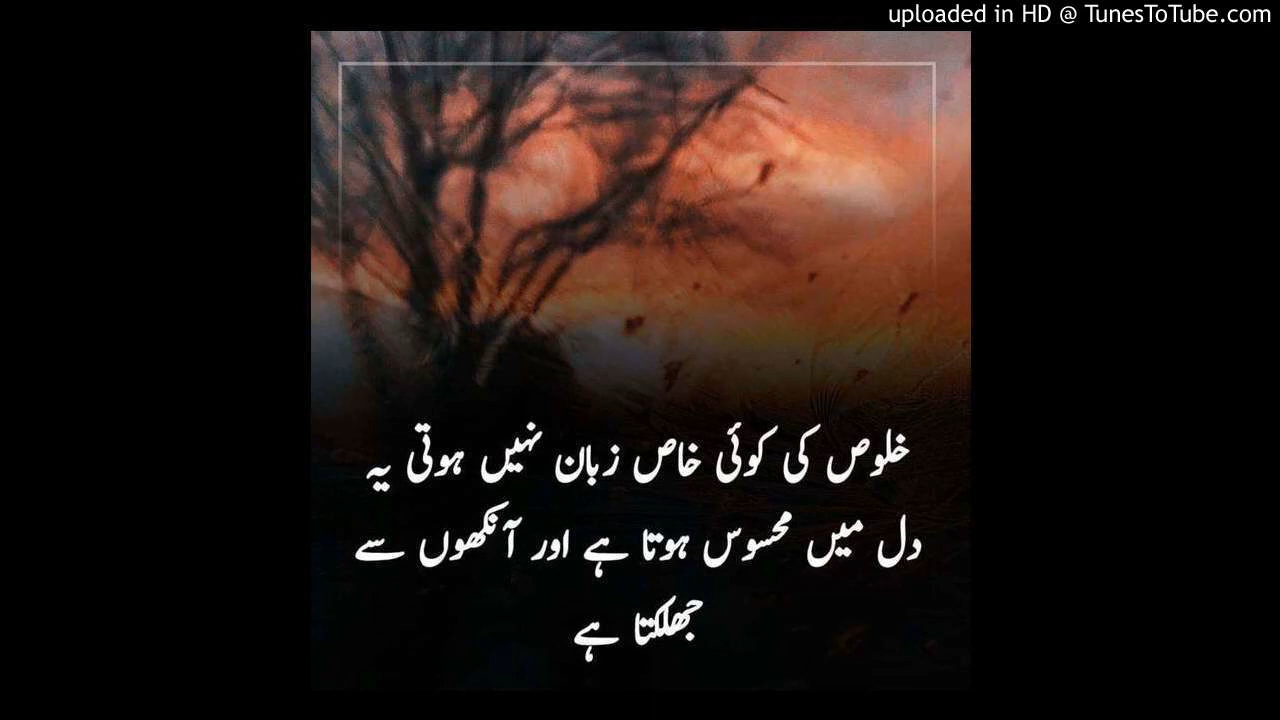 uploaded in HD @ TunesToTube.com
خلوص کی کوئی خاص زبان نہیں ہوتی یہ
دل میں محسوس ہوتا ہے اور آنکھوں سے
جھلکتا ہے